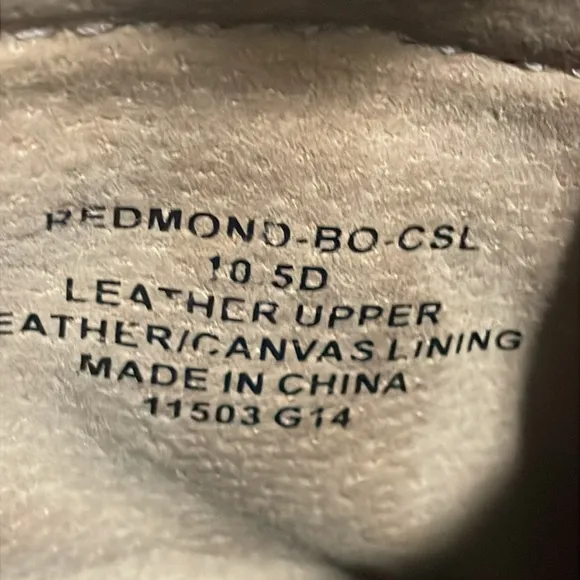 REDMOND-BO-CSL
10.5D
LEATHER UPPER
EATHER/CANVAS LINING
MADE IN CHINA
11503 G14